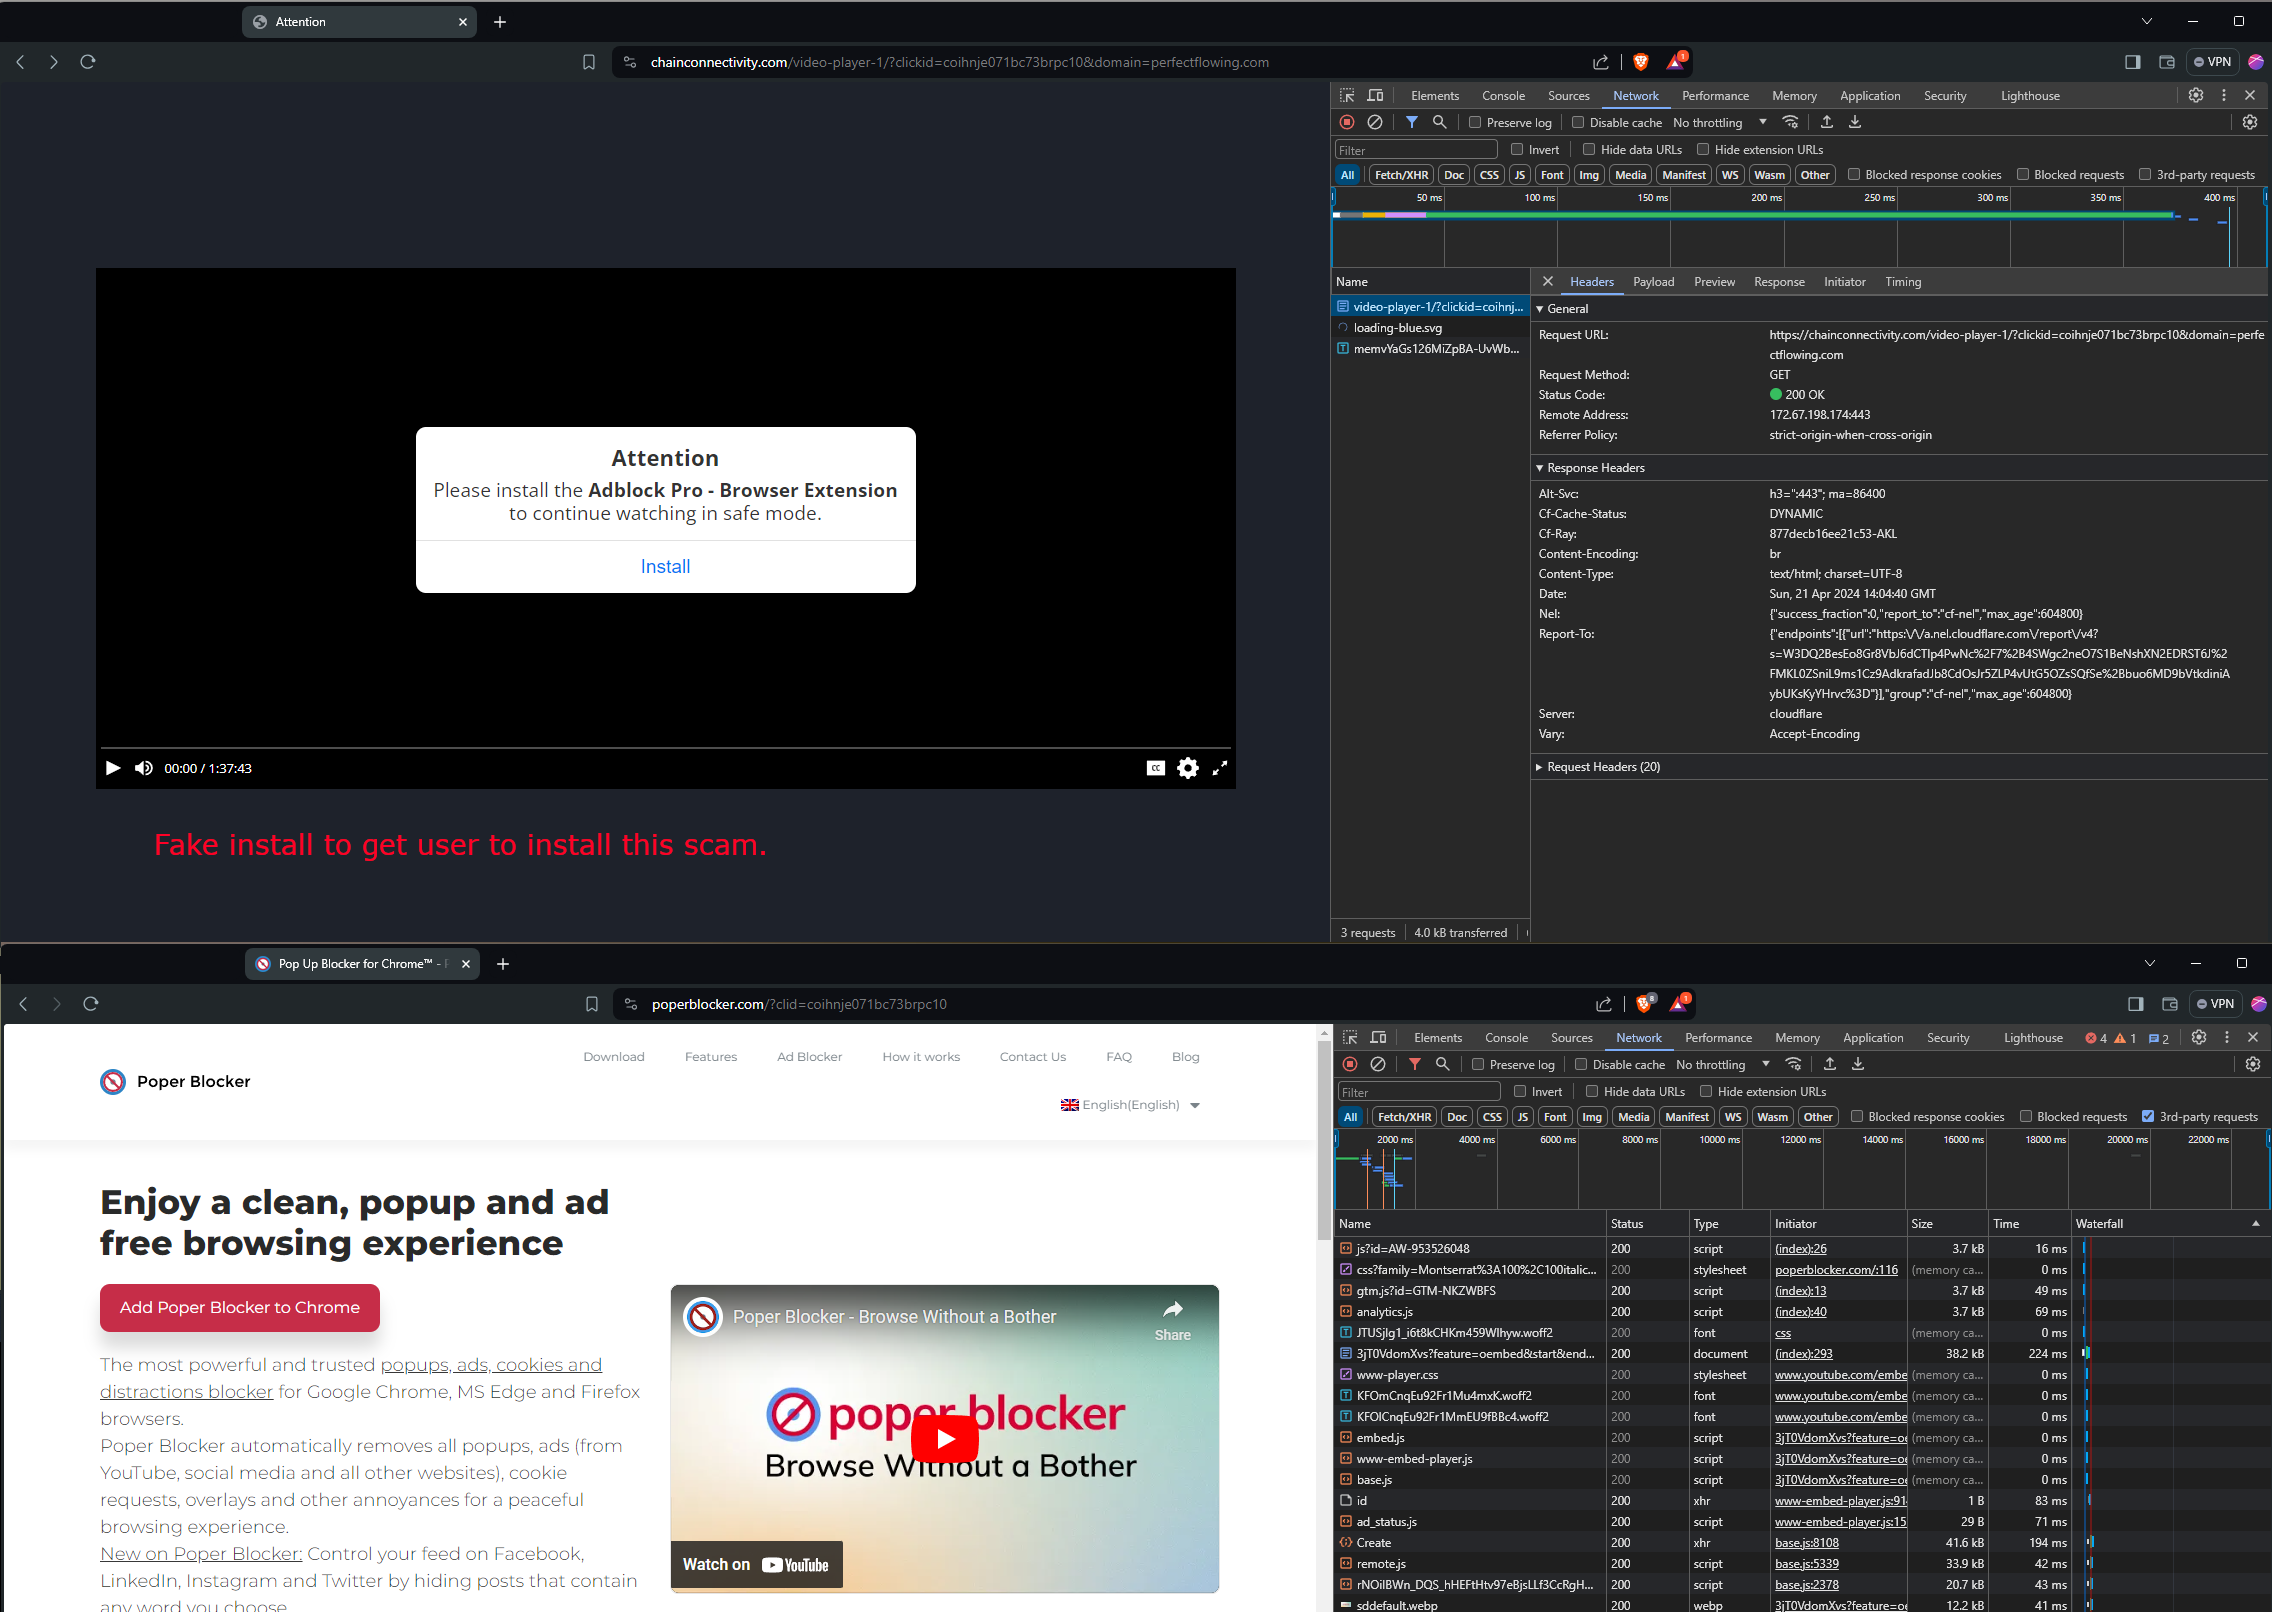 Attention
chainconnectivity.com/video-player-1/?clickid=coihnje071bc73brpc10&domain=perfectflowing.com
1
VPN
Attention
Please install the Adblock Pro - Browser Extension
to continue watching in safe mode.
Install
00:00 / 1:37:43
CC
Fake install to get user to install this scam.
Elements Console Sources Network Performance Memory Application Security Lighthouse
Preserve log Disable cache No throttling
Filter Invert Hide data URLs Hide extension URLs
All Fetch/XHR Doc CSS JS Font Img Media Manifest WS Wasm Other Blocked response cookies Blocked requests 3rd-party requests
50 ms 100 ms 150 ms 200 ms 250 ms 300 ms 350 ms 400 ms
Name
video-player-1/?clickid=coihnj...
loading-blue.svg
memvYaGs126MiZpBA-UvWb...
3 requests 4.0 kB transferred
Headers Payload Preview Response Initiator Timing
General
Request URL: https://chainconnectivity.com/video-player-1/?clickid=coihnje071bc73brpc10&domain=perfe
ctflowing.com
Request Method: GET
Status Code: 200 OK
Remote Address: 172.67.198.174:443
Referrer Policy: strict-origin-when-cross-origin
Response Headers
Alt-Svc: h3=":443"; ma=86400
Cf-Cache-Status: DYNAMIC
Cf-Ray: 877decb16ee21c53-AKL
Content-Encoding: br
Content-Type: text/html; charset=UTF-8
Date: Sun, 21 Apr 2024 14:04:40 GMT
Nel: {"success_fraction":0,"report_to":"cf-nel","max_age":604800}
Report-To: {"endpoints":[{"url":"https:\/\/a.nel.cloudflare.com\/report\/v4?
Server: cloudflare
Vary: Accept-Encoding
Request Headers (20)
Pop Up Blocker for Chrome™ -
poperblocker.com/?clid=coihnje071bc73brpc10
8
1
VPN
Download Features Ad Blocker How it works Contact Us FAQ Blog
Poper Blocker
English(English)
Enjoy a clean, popup and ad
free browsing experience
Add Poper Blocker to Chrome
The most powerful and trusted popups, ads, cookies and
distractions blocker for Google Chrome, MS Edge and Firefox
browsers.
Poper Blocker automatically removes all popups, ads (from
YouTube, social media and all other websites), cookie
requests, overlays and other annoyances for a peaceful
browsing experience.
New on Poper Blocker: Control your feed on Facebook,
LinkedIn, Instagram and Twitter by hiding posts that contain
any word you choose
Poper Blocker - Browse Without a Bother
Share
poper blocker
Browse Without a Bother
Watch on YouTube
Elements Console Sources Network Performance Memory Application Security Lighthouse 4 1 2
Preserve log Disable cache No throttling
Filter Invert Hide data URLs Hide extension URLs
All Fetch/XHR Doc CSS JS Font Img Media Manifest WS Wasm Other Blocked response cookies Blocked requests 3rd-party requests
2000 ms 4000 ms 6000 ms 8000 ms 10000 ms 12000 ms 14000 ms 16000 ms 18000 ms 20000 ms 22000 ms
Name Status Type Initiator Size Time Waterfall
js?id=AW-953526048 200 script (index):26 3.7 kB 16 ms
css?family=Montserrat%3A100%2C100italic... 200 stylesheet poperblocker.com/:116 (memory ca... 0 ms
gtm.js?id=GTM-NKZWBFS 200 script (index):13 3.7 kB 49 ms
analytics.js 200 script (index):40 3.7 kB 69 ms
JTUSjIg1_i6t8kCHKm459Wlhyw.woff2 200 font css (memory ca... 0 ms
3jT0VdomXvs?feature=oembed&start&end... 200 document (index):293 38.2 kB 224 ms
www-player.css 200 stylesheet www.youtube.com/embe (memory ca... 0 ms
KFOmCnqEu92Fr1Mu4mxK.woff2 200 font www.youtube.com/embe (memory ca... 0 ms
KFOlCnqEu92Fr1MmEU9fBBc4.woff2 200 font www.youtube.com/embe (memory ca... 0 ms
embed.js 200 script 3jT0VdomXvs?feature=oe (memory ca... 0 ms
www-embed-player.js 200 script 3jT0VdomXvs?feature=oe (memory ca... 0 ms
base.js 200 script 3jT0VdomXvs?feature=oe (memory ca... 0 ms
id 200 xhr www-embed-player.js:91 1 B 83 ms
ad_status.js 200 script www-embed-player.js:15 29 B 71 ms
Create 200 xhr base.js:8108 41.6 kB 194 ms
remote.js 200 script base.js:5339 33.9 kB 42 ms
rNOiIBWn_DQS_hHEFtHtv97eBjsLLf3CcRgH... 200 script base.js:2378 20.7 kB 43 ms
sddefault.webp 200 webp 3jT0VdomXvs?feature=oe 12.2 kB 41 ms